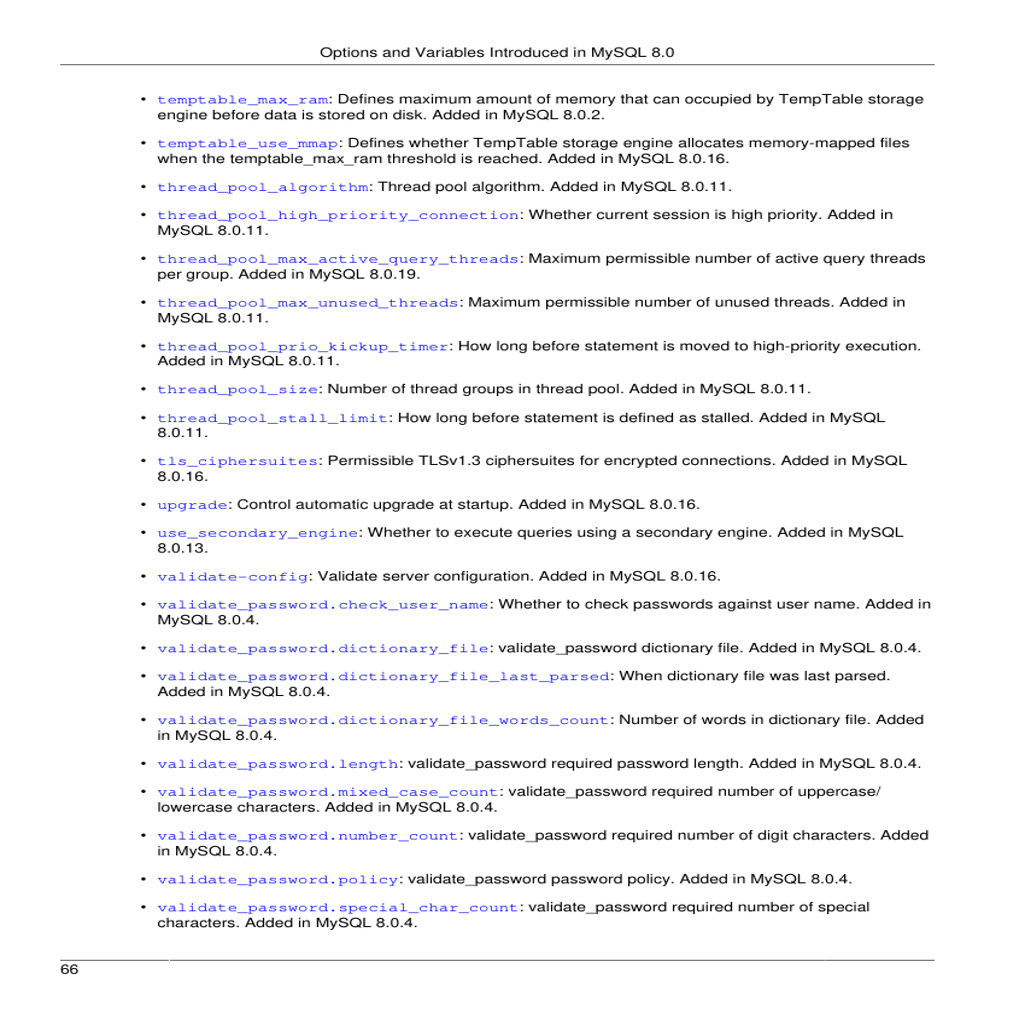 Options and Variables Introduced in MySQL 8.0
• temptable_max_ram: Defines maximum amount of memory that can occupied by TempTable storage
engine before data is stored on disk. Added in MySQL 8.0.2.
• temptable_use_mmap: Defines whether TempTable storage engine allocates memory-mapped files
when the temptable_max_ram threshold is reached. Added in MySQL 8.0.16.
• thread_pool_algorithm: Thread pool algorithm. Added in MySQL 8.0.11.
• thread_pool_high_priority_connection: Whether current session is high priority. Added in
MySQL 8.0.11.
• thread_pool_max_active_query_threads: Maximum permissible number of active query threads
per group. Added in MySQL 8.0.19.
• thread_pool_max_unused_threads: Maximum permissible number of unused threads. Added in
MySQL 8.0.11.
• thread_pool_prio_kickup_timer: How long before statement is moved to high-priority execution.
Added in MySQL 8.0.11.
• thread_pool_size: Number of thread groups in thread pool. Added in MySQL 8.0.11.
• thread_pool_stall_limit: How long before statement is defined as stalled. Added in MySQL
8.0.11.
• tls_ciphersuites: Permissible TLSv1.3 ciphersuites for encrypted connections. Added in MySQL
8.0.16.
• upgrade: Control automatic upgrade at startup. Added in MySQL 8.0.16.
• use_secondary_engine: Whether to execute queries using a secondary engine. Added in MySQL
8.0.13.
• validate-config: Validate server configuration. Added in MySQL 8.0.16.
• validate_password.check_user_name: Whether to check passwords against user name. Added in
MySQL 8.0.4.
• validate_password.dictionary_file: validate_password dictionary file. Added in MySQL 8.0.4.
• validate_password.dictionary_file_last_parsed: When dictionary file was last parsed.
Added in MySQL 8.0.4.
• validate_password.dictionary_file_words_count: Number of words in dictionary file. Added
in MySQL 8.0.4.
• validate_password.length: validate_password required password length. Added in MySQL 8.0.4.
• validate_password.mixed_case_count: validate_password required number of uppercase/
lowercase characters. Added in MySQL 8.0.4.
• validate_password.number_count: validate_password required number of digit characters. Added
in MySQL 8.0.4.
• validate_password.policy: validate_password password policy. Added in MySQL 8.0.4.
• validate_password.special_char_count: validate_password required number of special
characters. Added in MySQL 8.0.4.
66